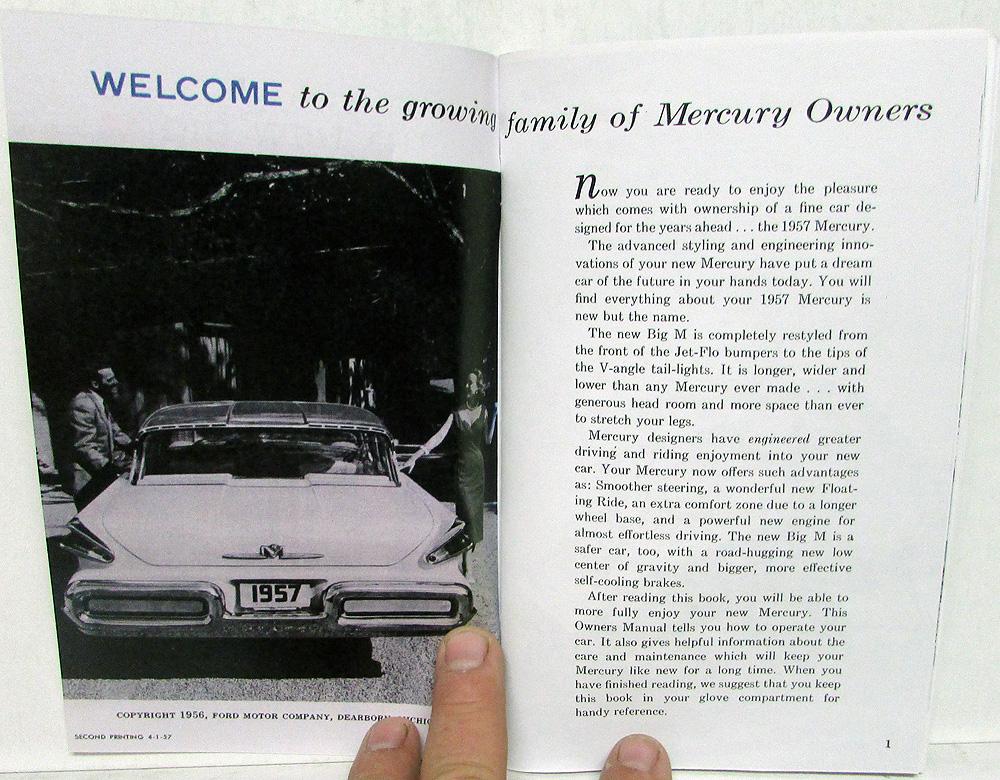 WELCOME to the growing family of Mercury Owners
1957
COPYRIGHT 1956, FORD MOTOR COMPANY, DEARBORN
SECOND PRINTING 4-1-57
Now you are ready to enjoy the pleasure
which comes with ownership of a fine car de-
signed for the years ahead . . . the 1957 Mercury.
The advanced styling and engineering inno-
vations of your new Mercury have put a dream
car of the future in your hands today. You will
find everything about your 1957 Mercury is
new but the name.
The new Big M is completely restyled from
the front of the Jet-Flo bumpers to the tips of
the V-angle tail-lights. It is longer, wider and
lower than any Mercury ever made . . . with
generous head room and more space than ever
to stretch your legs.
Mercury designers have engineered greater
driving and riding enjoyment into your new
car. Your Mercury now offers such advantages
as: Smoother steering, a wonderful new Float-
ing Ride, an extra comfort zone due to a longer
wheel base, and a powerful new engine for
almost effortless driving. The new Big M is a
safer car, too, with a road-hugging new low
center of gravity and bigger, more effective
self-cooling brakes.
After reading this book, you will be able to
more fully enjoy your new Mercury. This
Owners Manual tells you how to operate your
car. It also gives helpful information about the
care and maintenance which will keep your
Mercury like new for a long time. When you
have finished reading, we suggest that you keep
this book in your glove compartment for
handy reference.
1